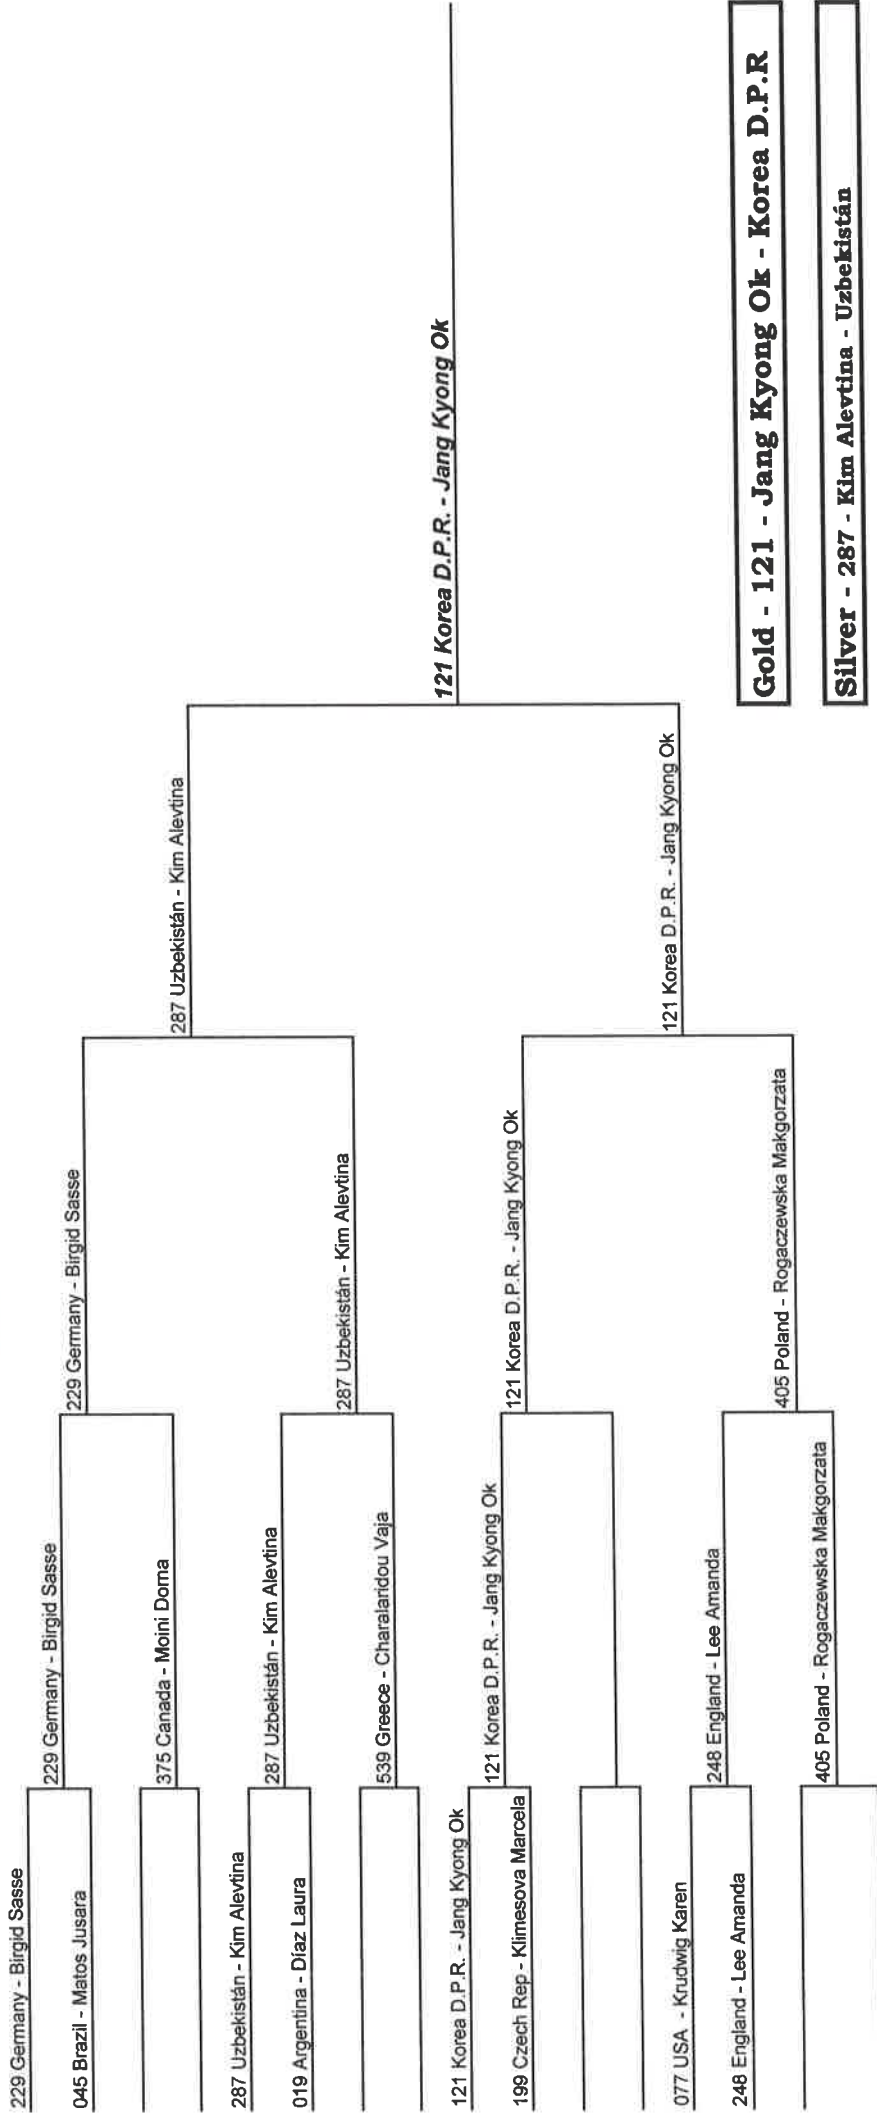 229 Germany - Birgid Sasse
045 Brazil - Matos Jusara
287 Uzbekistán - Kim Alevtina
019 Argentina - Díaz Laura
121 Korea D.P.R. - Jang Kyong Ok
199 Czech Rep - Klimesova Marcela
077 USA - Krudwig Karen
248 England - Lee Amanda
229 Germany - Birgid Sasse
375 Canada - Moini Dorna
287 Uzbekistán - Kim Alevtina
539 Greece - Charalaridou Vaja
121 Korea D.P.R. - Jang Kyong Ok
248 England - Lee Amanda
405 Poland - Rogaczewska Makgorzata
229 Germany - Birgid Sasse
287 Uzbekistán - Kim Alevtina
121 Korea D.P.R. - Jang Kyong Ok
405 Poland - Rogaczewska Makgorzata
287 Uzbekistán - Kim Alevtina
121 Korea D.P.R. - Jang Kyong Ok
121 Korea D.P.R. - Jang Kyong Ok
Gold - 121 - Jang Kyong Ok - Korea D.P.R
Silver - 287 - Kim Alevtina - Uzbekistán